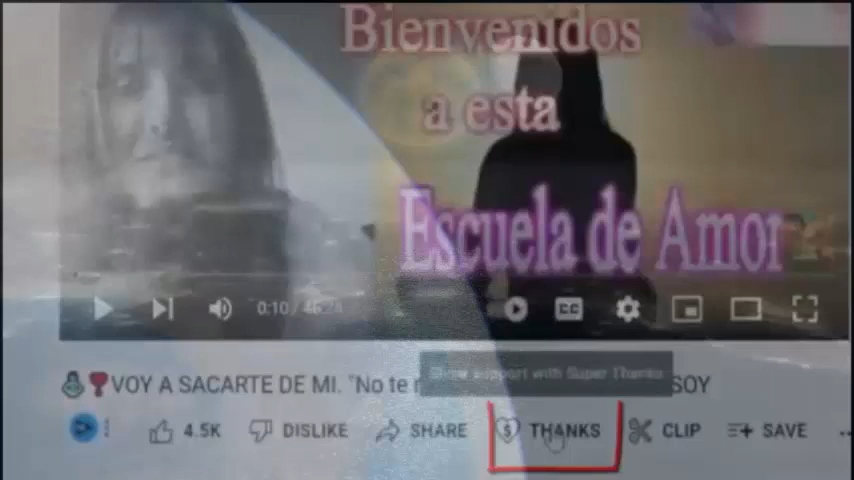 Bienvenidos
a esta
Escuela de Amor
0:10 / 
CC
Show support with Super Thanks
VOY A SACARTE DE MI. "No te SOY
4.5K DISLIKE SHARE $ THANKS CLIP SAVE